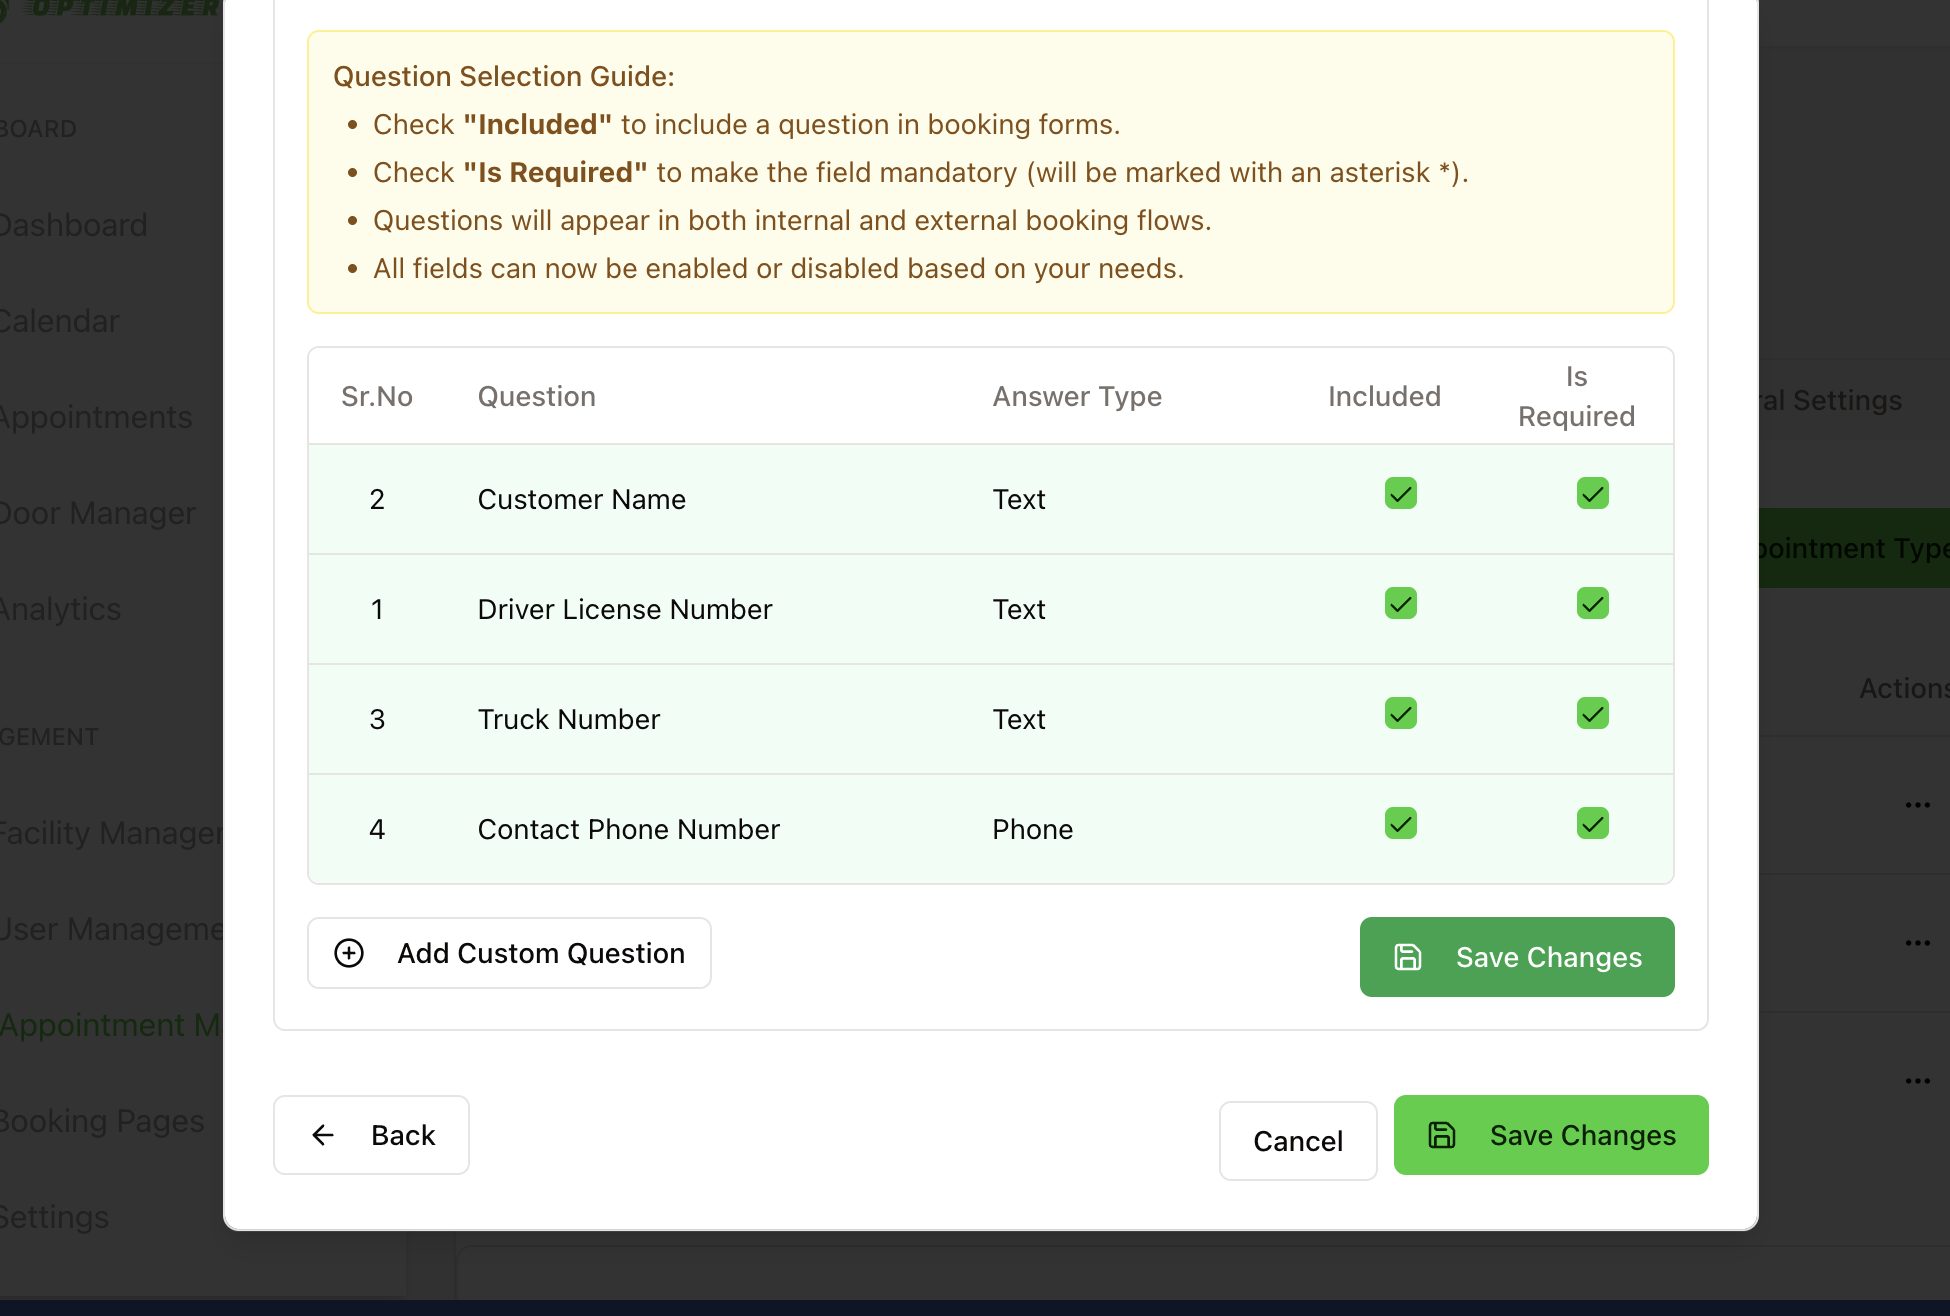 OPTIMIZER
Question Selection Guide:
• Check "Included" to include a question in booking forms.
• Check "Is Required" to make the field mandatory (will be marked with an asterisk *).
• Questions will appear in both internal and external booking flows.
• All fields can now be enabled or disabled based on your needs.
Sr.No Question Answer Type Included Is Required
2 Customer Name Text
1 Driver License Number Text
3 Truck Number Text
4 Contact Phone Number Phone
Add Custom Question
Save Changes
Back
Cancel
Save Changes
BOARD
Dashboard
Calendar
Appointments
Door Manager
Analytics
GEMENT
Facility Manager
User Manageme
Appointment M
Booking Pages
Settings
ral Settings
pointment Type
Actions